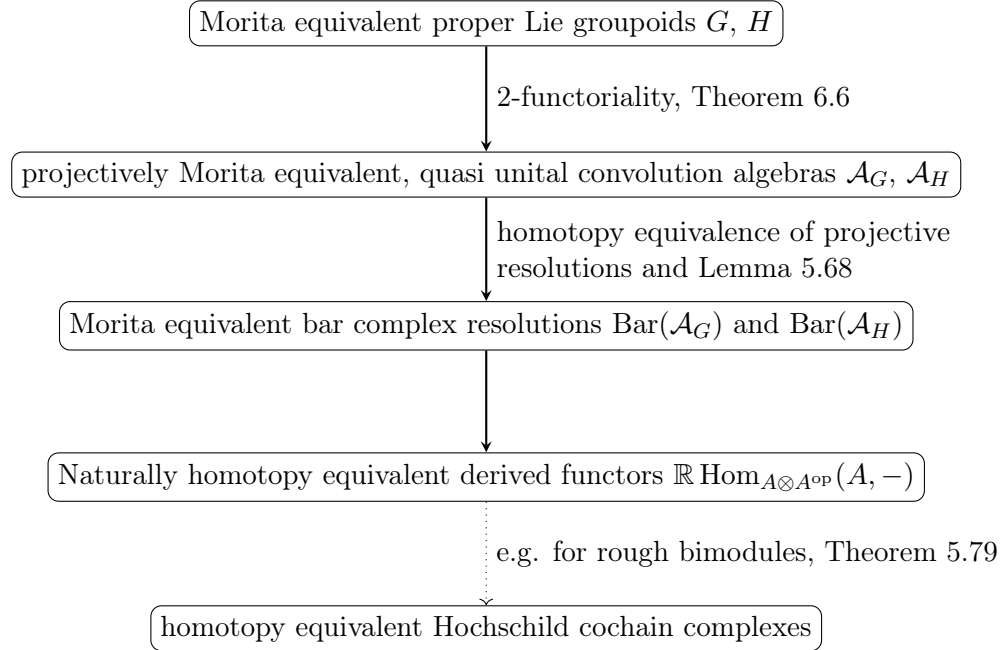 Morita equivalent proper Lie groupoids G, H
2-functoriality, Theorem 6.6
projectively Morita equivalent, quasi unital convolution algebras 𝒜_G, 𝒜_H
homotopy equivalence of projective
resolutions and Lemma 5.68
Morita equivalent bar complex resolutions Bar(𝒜_G) and Bar(𝒜_H)
Naturally homotopy equivalent derived functors ℝ Hom_{A⊗A^{op}}(A, −)
e.g. for rough bimodules, Theorem 5.79
homotopy equivalent Hochschild cochain complexes